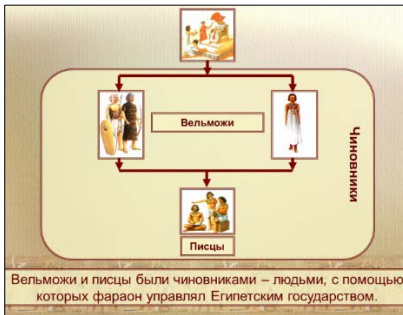 Вельможи
Чиновники
Писцы
Вельможи и писцы были чиновниками – людьми, с помощью
которых фараон управлял Египетским государством.